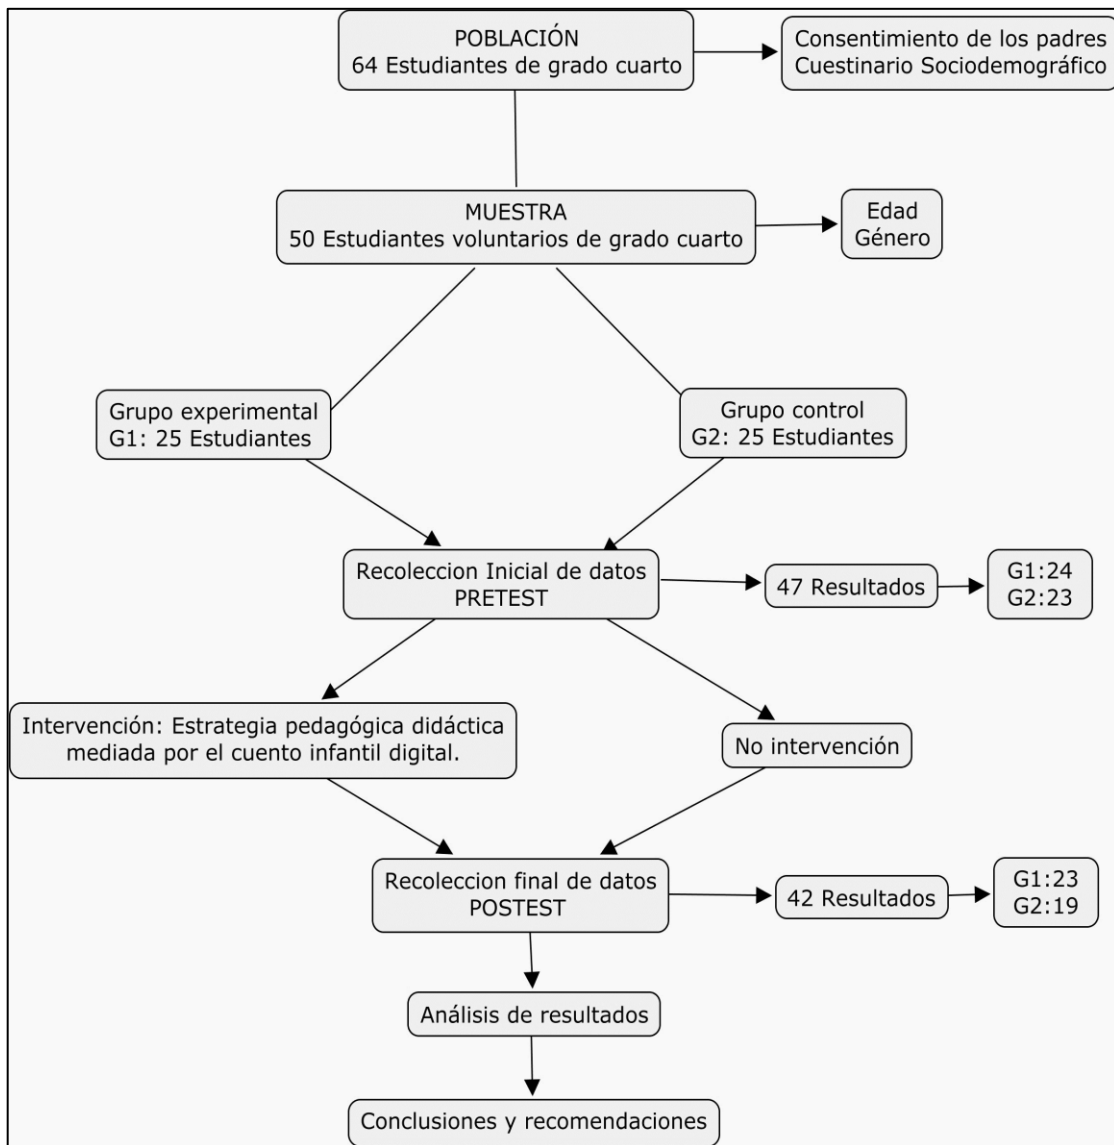 POBLACIÓN
64 Estudiantes de grado cuarto
Consentimiento de los padres
Cuestinario Sociodemográfico
MUESTRA
50 Estudiantes voluntarios de grado cuarto
Edad
Género
Grupo experimental
G1: 25 Estudiantes
Grupo control
G2: 25 Estudiantes
Recoleccion Inicial de datos
PRETEST
47 Resultados
G1:24
G2:23
Intervención: Estrategia pedagógica didáctica
mediada por el cuento infantil digital.
No intervención
Recoleccion final de datos
POSTEST
42 Resultados
G1:23
G2:19
Análisis de resultados
Conclusiones y recomendaciones